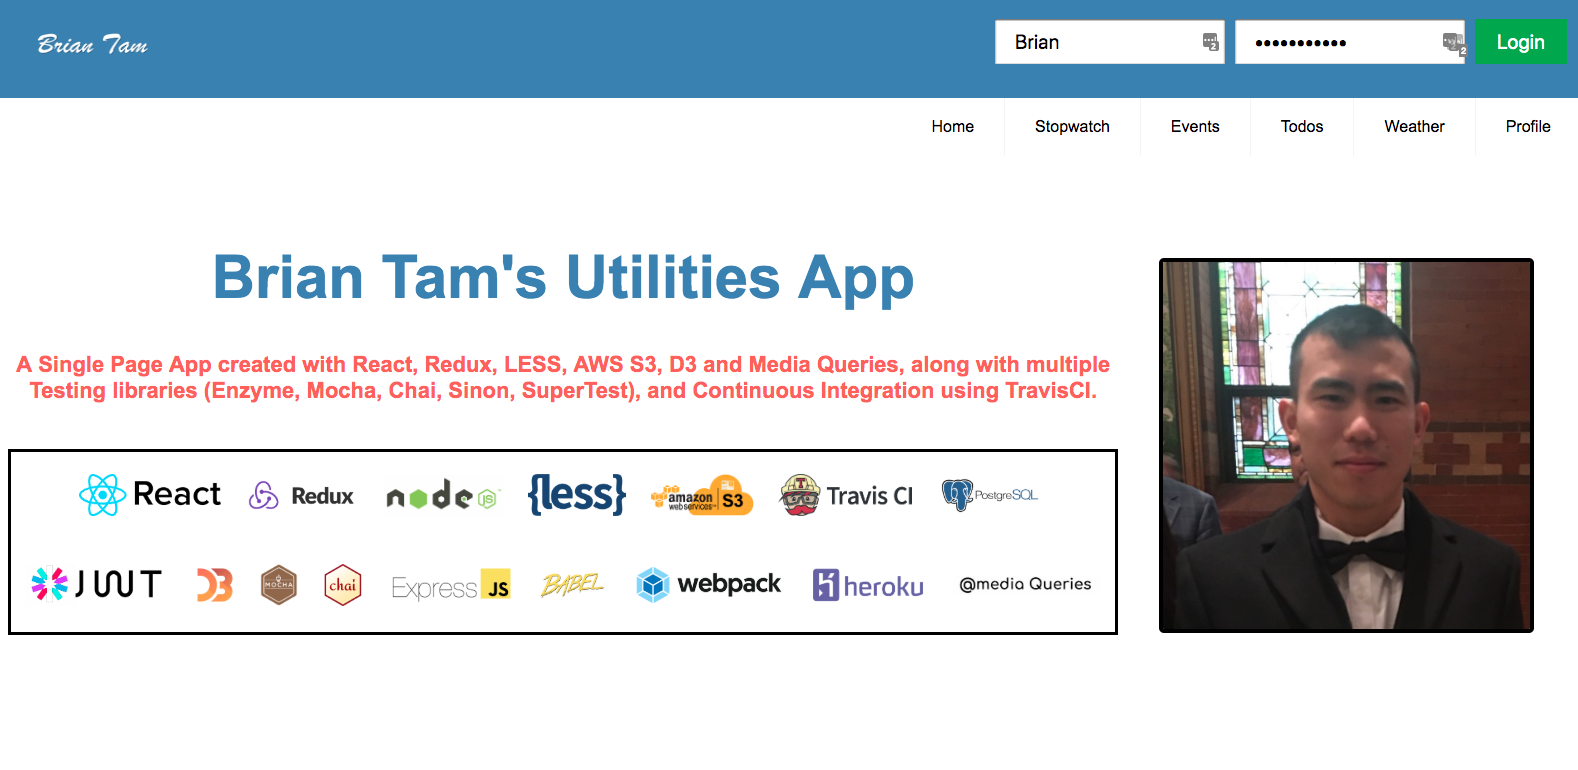 Brian Tam
Brian
Login
Home Stopwatch Events Todos Weather Profile
Brian Tam's Utilities App
A Single Page App created with React, Redux, LESS, AWS S3, D3 and Media Queries, along with multiple
Testing libraries (Enzyme, Mocha, Chai, Sinon, SuperTest), and Continuous Integration using TravisCI.
React Redux node JS {less} amazon webservices S3 T Travis CI PostgreSQL
JWT D3 MOCHA chai Express JS BABEL webpack heroku @media Queries